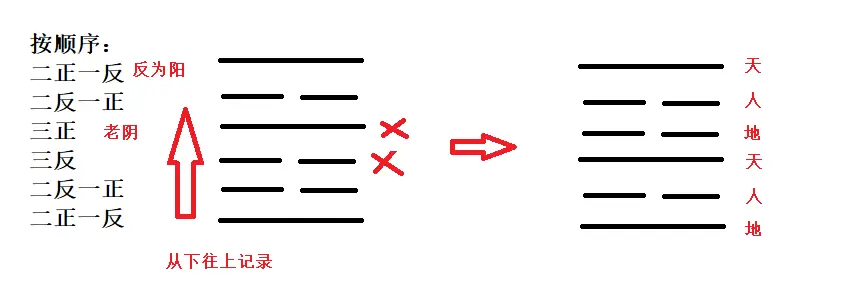 按顺序：
二正一反 反为阳
二反一正
三正 老阴
三反
二反一正
二正一反
从下往上记录
天
人
地
天
人
地